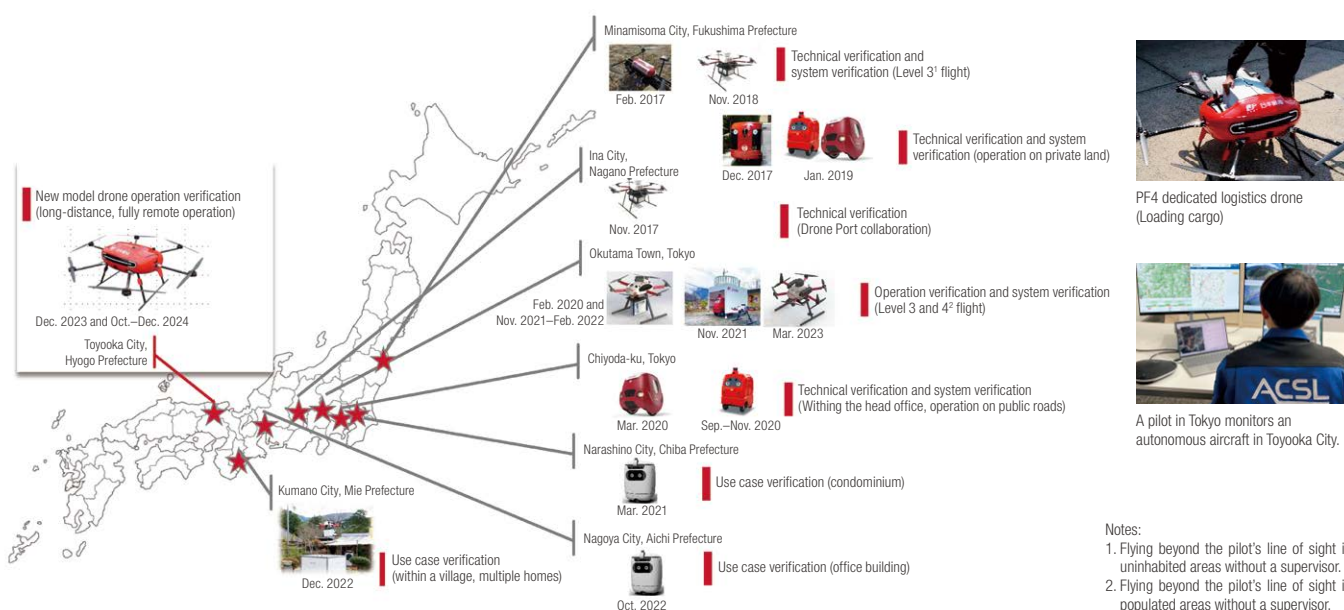 Minamisoma City, Fukushima Prefecture
Feb. 2017
Nov. 2018
Technical verification and
system verification (Level 3¹ flight)
Dec. 2017
Jan. 2019
Technical verification and system
verification (operation on private land)
Ina City,
Nagano Prefecture
Nov. 2017
Technical verification
(Drone Port collaboration)
New model drone operation verification
(long-distance, fully remote operation)
Dec. 2023 and Oct.–Dec. 2024
Toyooka City,
Hyogo Prefecture
Okutama Town, Tokyo
Feb. 2020 and
Nov. 2021–Feb. 2022
Nov. 2021
Mar. 2023
Operation verification and system verification
(Level 3 and 4² flight)
Chiyoda-ku, Tokyo
Mar. 2020
Sep.–Nov. 2020
Technical verification and system verification
(Withing the head office, operation on public roads)
Narashino City, Chiba Prefecture
Mar. 2021
Use case verification (condominium)
Kumano City, Mie Prefecture
Dec. 2022
Use case verification
(within a village, multiple homes)
Nagoya City, Aichi Prefecture
Oct. 2022
Use case verification (office building)
PF4 dedicated logistics drone
(Loading cargo)
ACSL
A pilot in Tokyo monitors an
autonomous aircraft in Toyooka City.
Notes:
1. Flying beyond the pilot's line of sight i
uninhabited areas without a supervisor.
2. Flying beyond the pilot's line of sight i
populated areas without a supervisor.